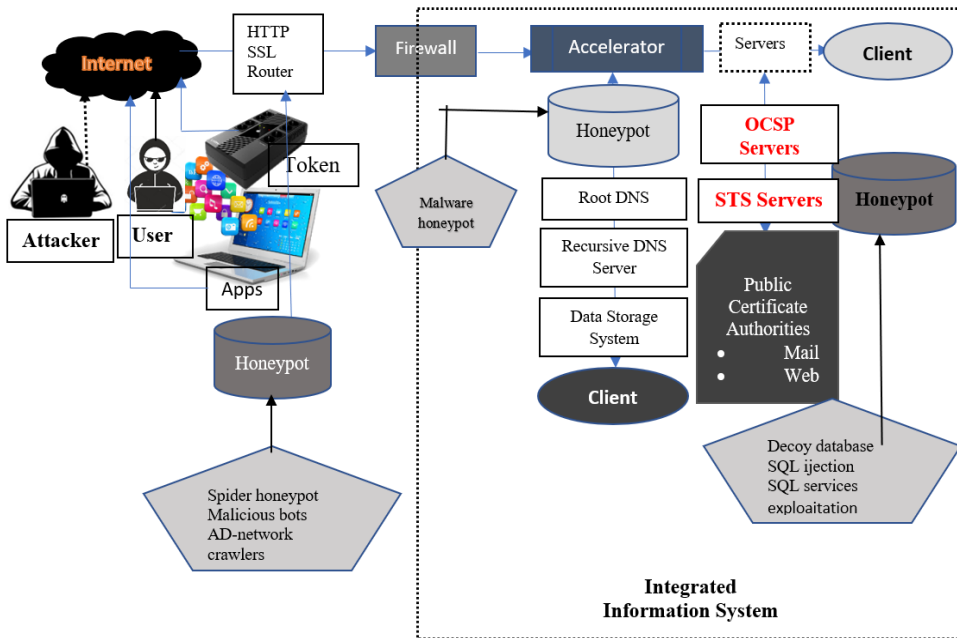 Internet
HTTP
SSL
Router
Firewall
Accelerator
Servers
Client
Attacker
User
Token
Apps
Honeypot
Spider honeypot
Malicious bots
AD-network
crawlers
Malware
honeypot
Honeypot
Root DNS
Recursive DNS
Server
Data Storage
System
Client
OCSP
Servers
STS Servers
Honeypot
Public
Certificate
Authorities
• Mail
• Web
Decoy database
SQL ijection
SQL services
exploaitation
Integrated
Information System